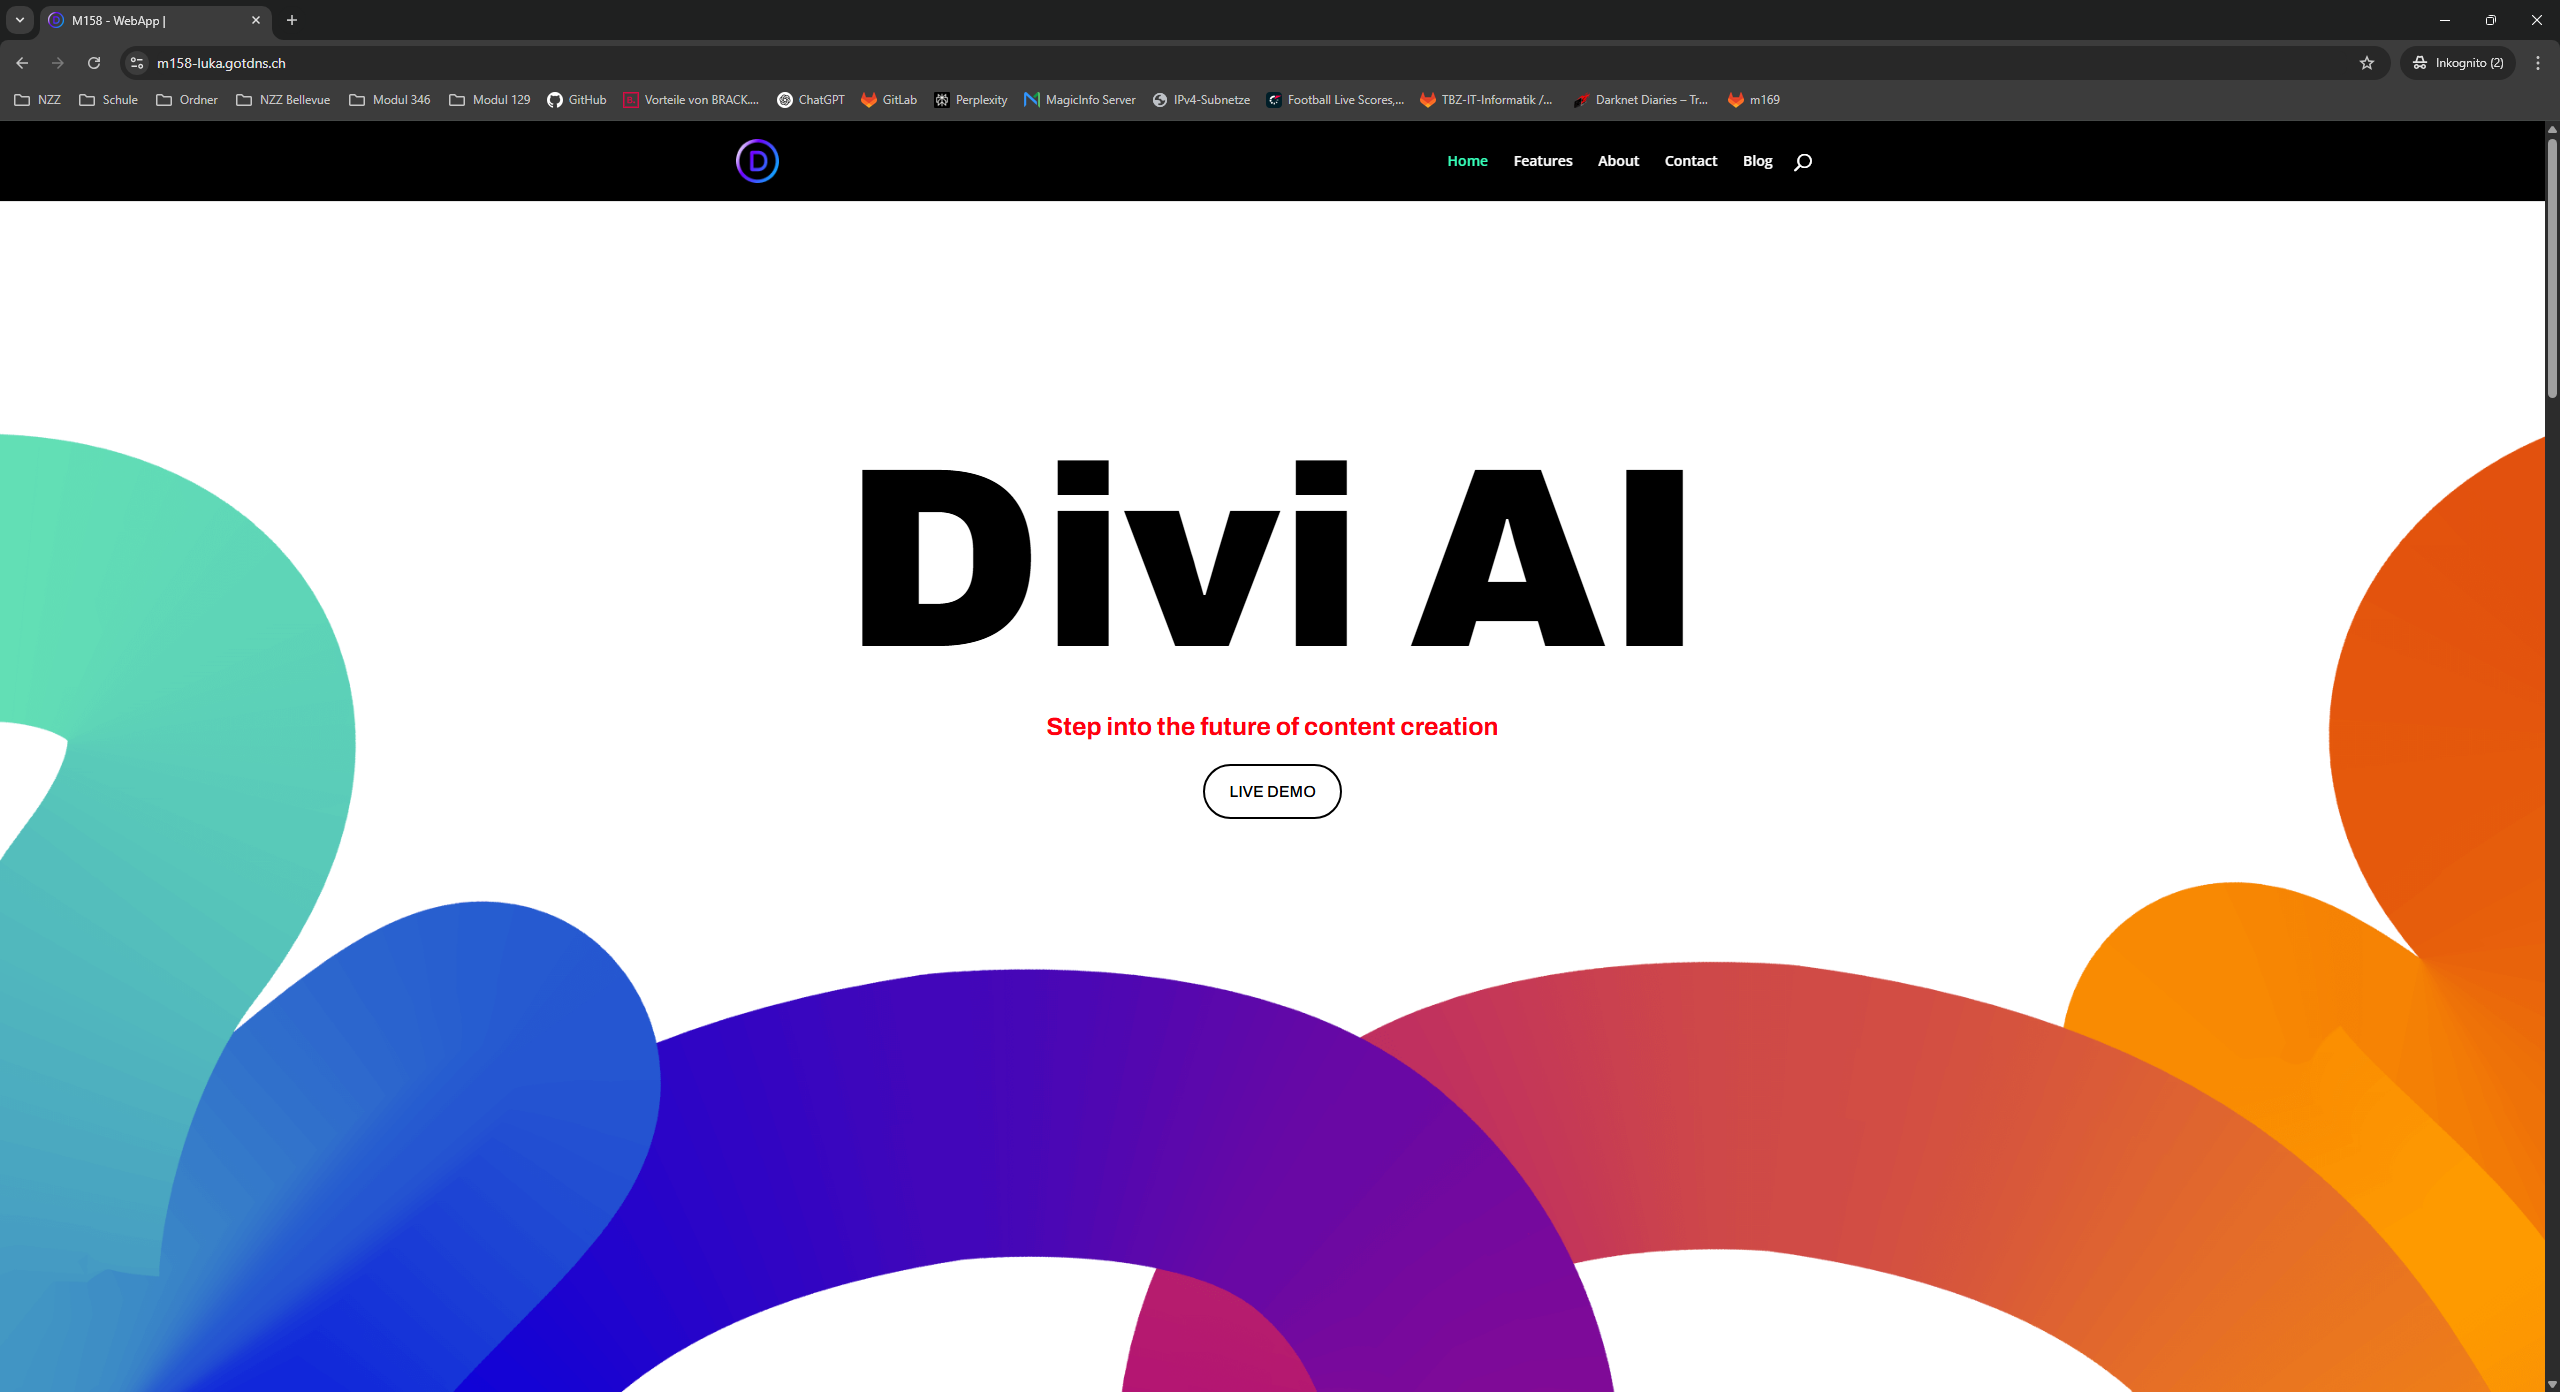 M158 - WebApp |
m158-luka.gotdns.ch
Inkognito (2)
NZZ Schule Ordner NZZ Bellevue Modul 346 Modul 129 GitHub Vorteile von BRACK.... ChatGPT GitLab Perplexity MagicInfo Server IPv4-Subnetze Football Live Scores,... TBZ-IT-Informatik /... Darknet Diaries – Tr... m169
D
Home Features About Contact Blog
Divi AI
Step into the future of content creation
LIVE DEMO